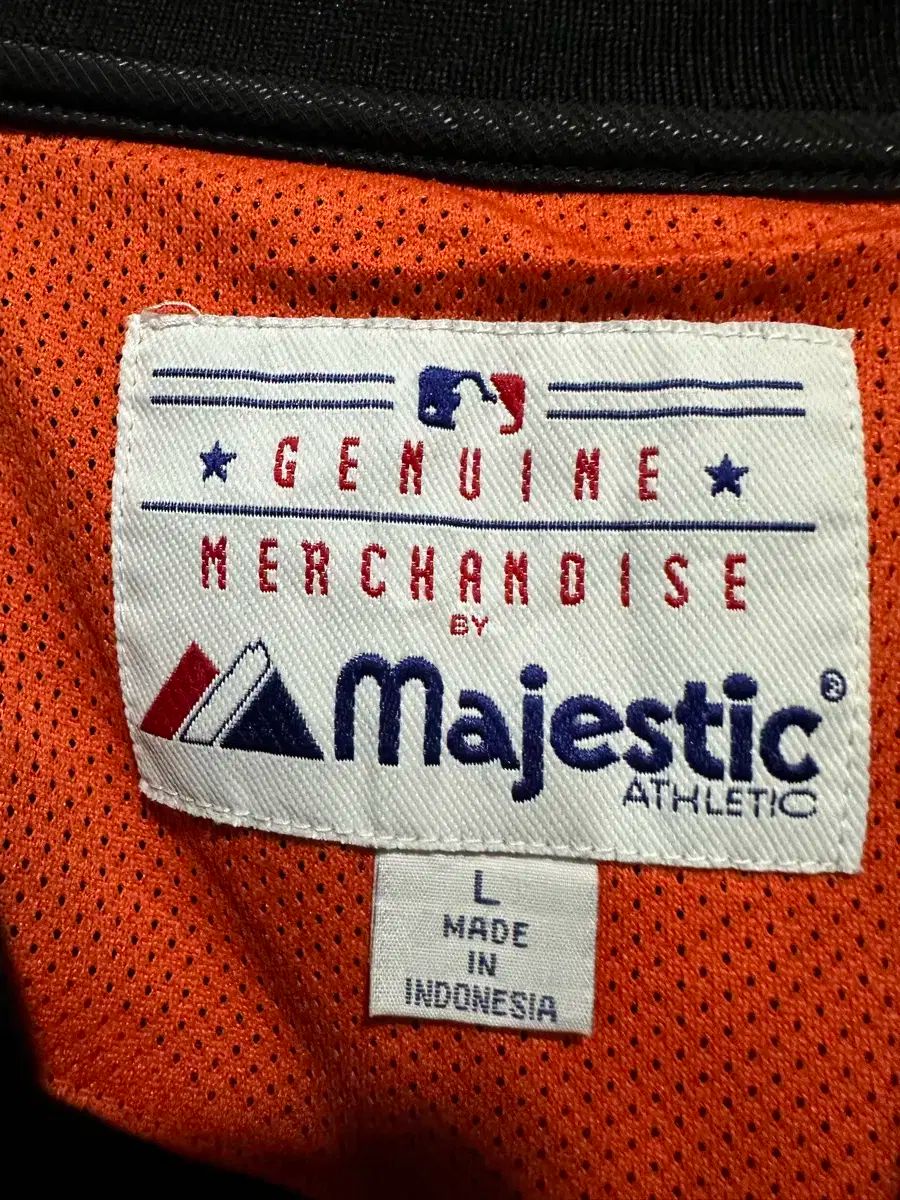 GENUINE
MERCHANDISE
BY
Majestic®
ATHLETIC
L
MADE
IN
INDONESIA